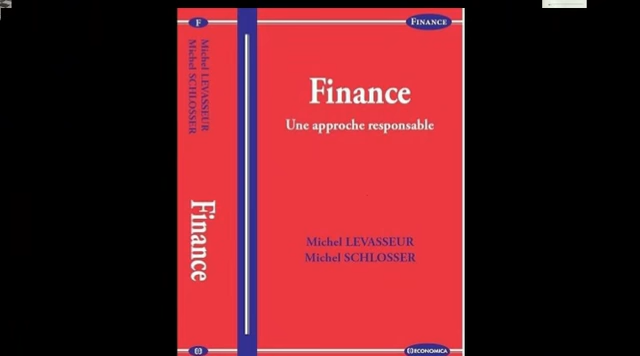 F
Michel LEVASSEUR
Michel SCHLOSSER
Finance
FINANCE
Finance
Une approche responsable
Michel LEVASSEUR
Michel SCHLOSSER
ECONOMICA